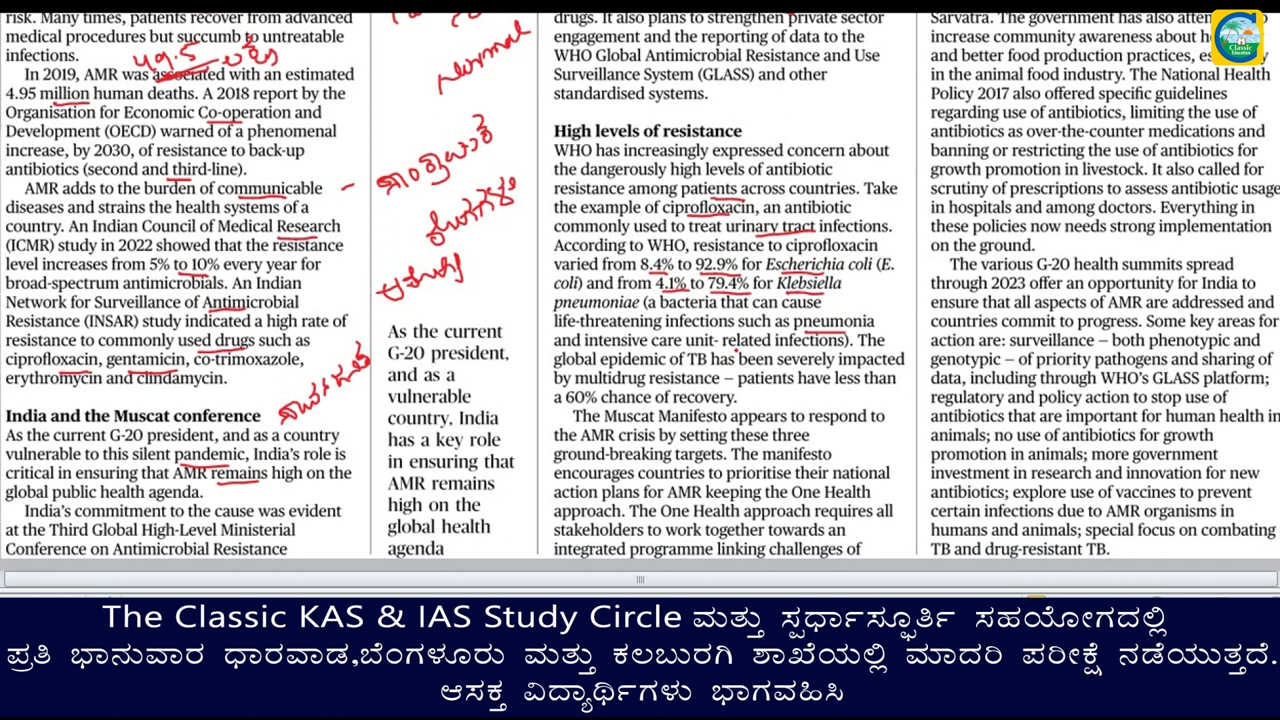 risk. Many times, patients recover from advanced
medical procedures but succumb to untreatable
infections.
49.5 ಲಕ್ಷ
In 2019, AMR was associated with an estimated
4.95 million human deaths. A 2018 report by the
Organisation for Economic Co-operation and
Development (OECD) warned of a phenomenal
increase, by 2030, of resistance to back-up
antibiotics (second and third-line).
AMR adds to the burden of communicable
diseases and strains the health systems of a
country. An Indian Council of Medical Research
(ICMR) study in 2022 showed that the resistance
level increases from 5% to 10% every year for
broad-spectrum antimicrobials. An Indian
Network for Surveillance of Antimicrobial
Resistance (INSAR) study indicated a high rate of
resistance to commonly used drugs such as
ciprofloxacin, gentamicin, co-trimoxazole,
erythromycin and clindamycin.
India and the Muscat conference
As the current G-20 president, and as a country
vulnerable to this silent pandemic, India's role is
critical in ensuring that AMR remains high on the
global public health agenda.
India's commitment to the cause was evident
at the Third Global High-Level Ministerial
Conference on Antimicrobial Resistance
normal
As the current
G-20 president,
and as a
vulnerable
country, India
has a key role
in ensuring that
AMR remains
high on the
global health
agenda
drugs. It also plans to strengthen private sector
engagement and the reporting of data to the
WHO Global Antimicrobial Resistance and Use
Surveillance System (GLASS) and other
standardised systems.
High levels of resistance
WHO has increasingly expressed concern about
the dangerously high levels of antibiotic
resistance among patients across countries. Take
the example of ciprofloxacin, an antibiotic
commonly used to treat urinary tract infections.
According to WHO, resistance to ciprofloxacin
varied from 8.4% to 92.9% for Escherichia coli (E.
coli) and from 4.1% to 79.4% for Klebsiella
pneumoniae (a bacteria that can cause
life-threatening infections such as pneumonia
and intensive care unit- related infections). The
global epidemic of TB has been severely impacted
by multidrug resistance – patients have less than
a 60% chance of recovery.
The Muscat Manifesto appears to respond to
the AMR crisis by setting these three
ground-breaking targets. The manifesto
encourages countries to prioritise their national
action plans for AMR keeping the One Health
approach. The One Health approach requires all
stakeholders to work together towards an
integrated programme linking challenges of
Sarvatra. The government has also
increase community awareness about
and better food production practices,
in the animal food industry. The National Health
Policy 2017 also offered specific guidelines
regarding use of antibiotics, limiting the use of
antibiotics as over-the-counter medications and
banning or restricting the use of antibiotics for
growth promotion in livestock. It also called for
scrutiny of prescriptions to assess antibiotic usage
in hospitals and among doctors. Everything in
these policies now needs strong implementation
on the ground.
The various G-20 health summits spread
through 2023 offer an opportunity for India to
ensure that all aspects of AMR are addressed and
countries commit to progress. Some key areas for
action are: surveillance – both phenotypic and
genotypic – of priority pathogens and sharing of
data, including through WHO's GLASS platform;
regulatory and policy action to stop use of
antibiotics that are important for human health in
animals; no use of antibiotics for growth
promotion in animals; more government
investment in research and innovation for new
antibiotics; explore use of vaccines to prevent
certain infections due to AMR organisms in
humans and animals; special focus on combating
TB and drug-resistant TB.
Classic
Education
The Classic KAS & IAS Study Circle ಮತ್ತು ಸ್ಪರ್ಧಾಸ್ಫೂರ್ತಿ ಸಹಯೋಗದಲ್ಲಿ
ಪ್ರತಿ ಭಾನುವಾರ ಧಾರವಾಡ,ಬೆಂಗಳೂರು ಮತ್ತು ಕಲಬುರಗಿ ಶಾಖೆಯಲ್ಲಿ ಮಾದರಿ ಪರೀಕ್ಷೆ ನಡೆಯುತ್ತದೆ.
ಆಸಕ್ತ ವಿದ್ಯಾರ್ಥಿಗಳು ಭಾಗವಹಿಸಿ